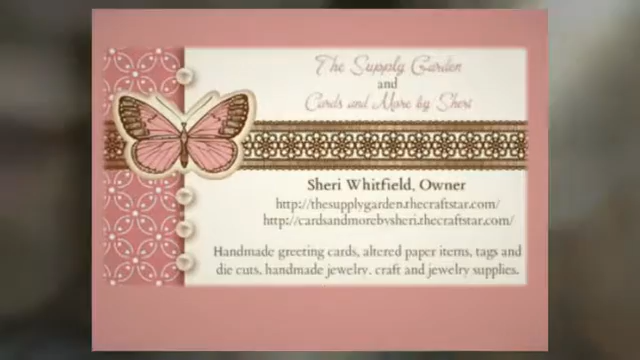 The Supply Garden
and
Cards and More by Sheri
Sheri Whitfield, Owner
http://thesupplygarden.thecraftstar.com/
http://cardsandmorebysheri.thecraftstar.com/
Handmade greeting cards, altered paper items, tags and
die cuts, handmade jewelry, craft and jewelry supplies.